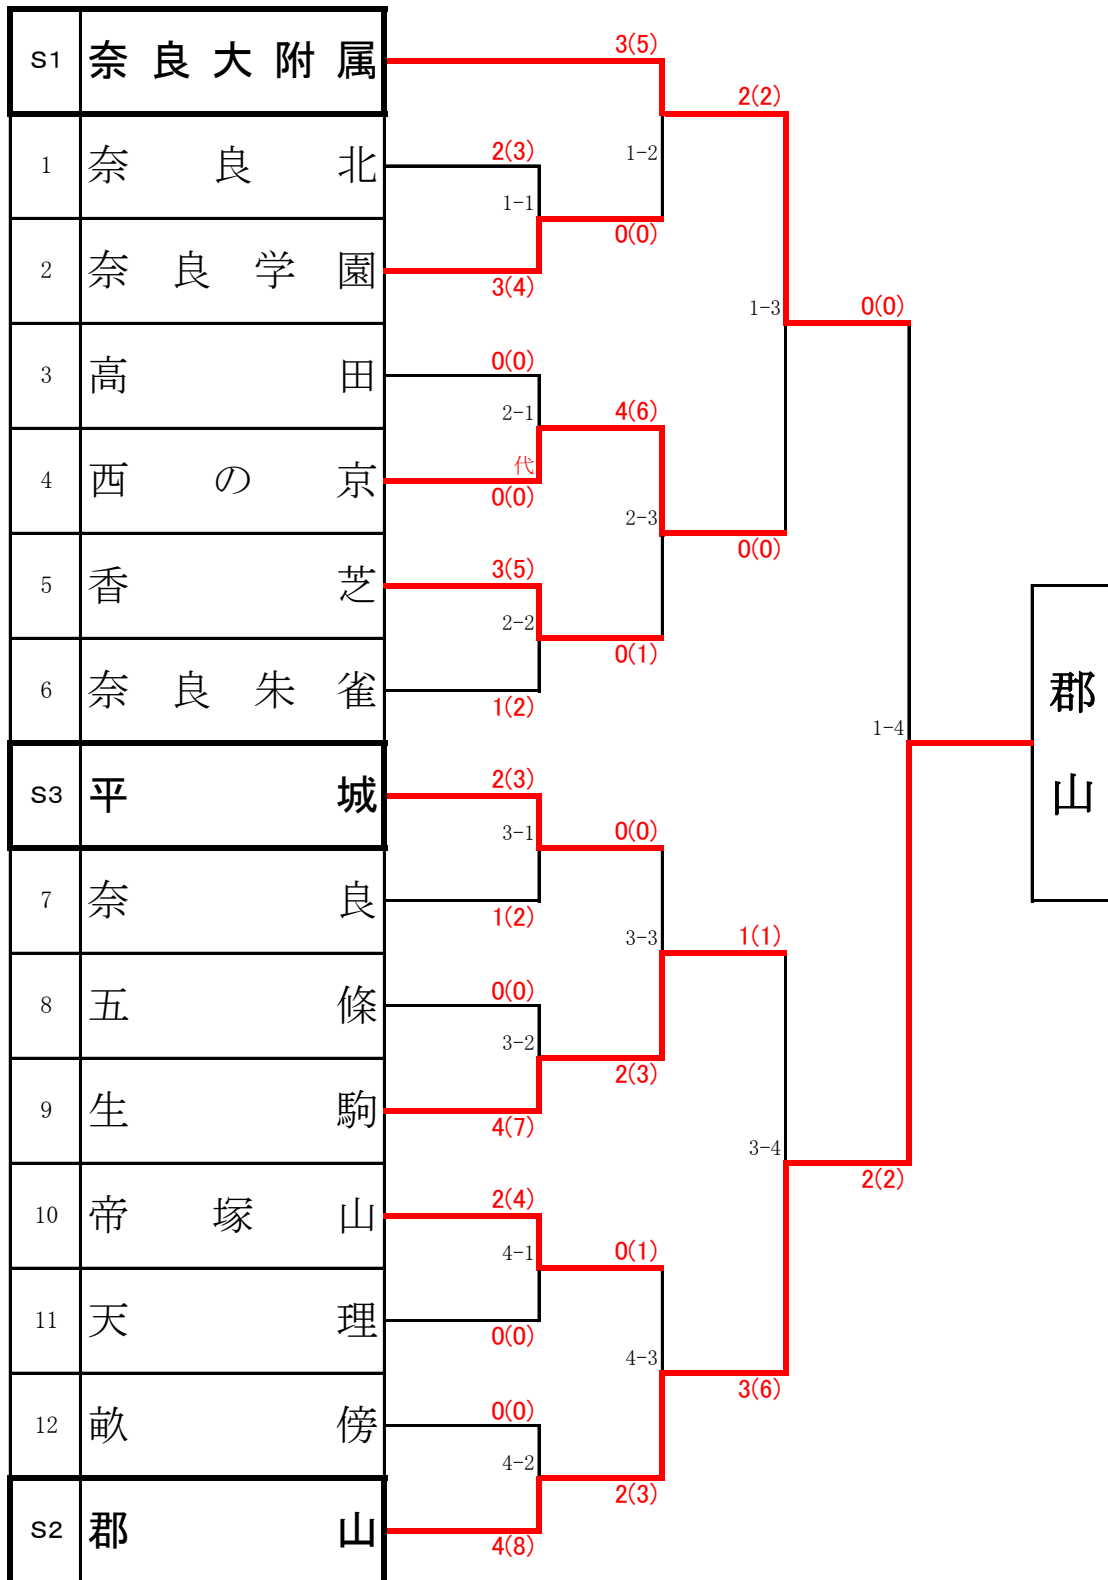 S1 奈良大附属
3(5)
2(2)
1 奈良北
2(3)
1-2
1-1
0(0)
2 奈良学園
3(4)
1-3
0(0)
3 高田
0(0)
2-1
4(6)
4 西の京
代
0(0)
2-3
0(0)
5 香芝
3(5)
2-2
0(1)
6 奈良朱雀
1(2)
郡山
1-4
S3 平城
2(3)
3-1
0(0)
7 奈良
1(2)
3-3
1(1)
8 五條
0(0)
3-2
2(3)
9 生駒
4(7)
3-4
2(2)
10 帝塚山
2(4)
4-1
0(1)
11 天理
0(0)
4-3
3(6)
12 畝傍
0(0)
4-2
2(3)
S2 郡山
4(8)